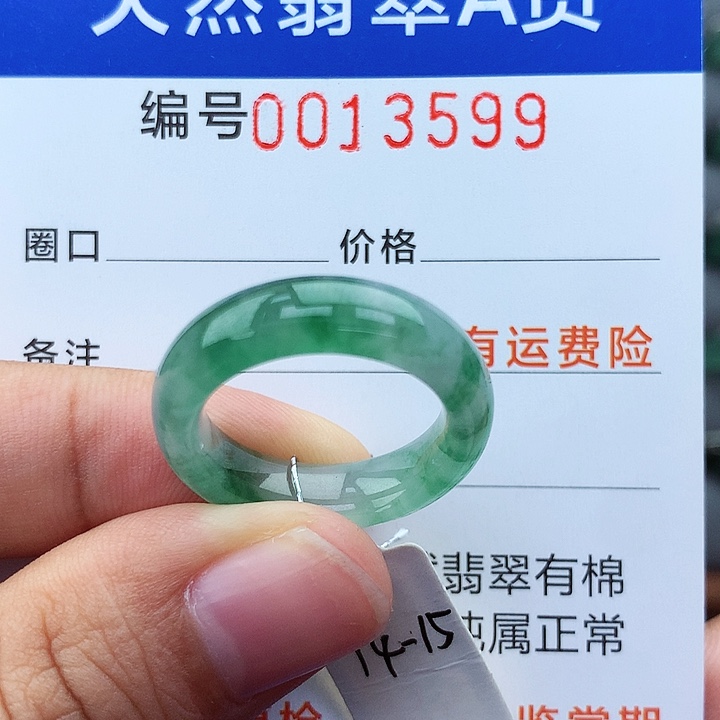 天然翡翠A货
编号0013599
圈口 价格
备注 有运费险
翡翠有棉
纯属正常
14-15